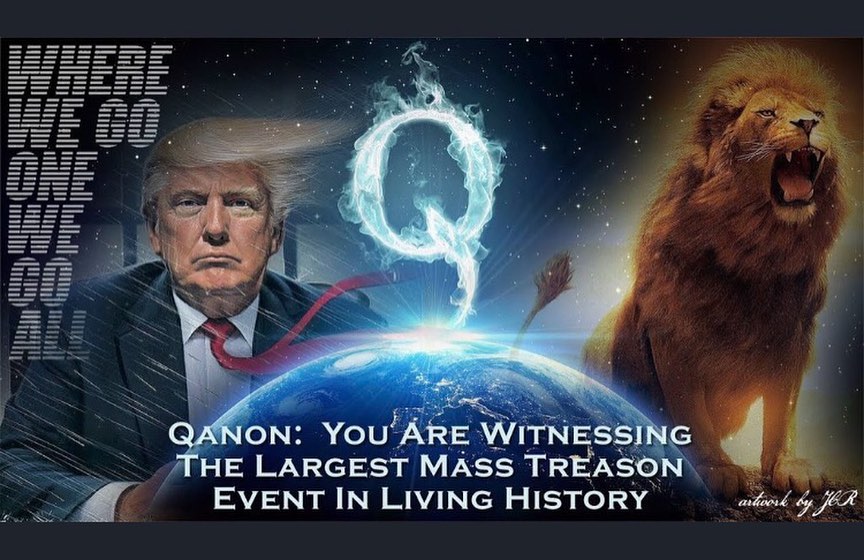 WHERE
WE GO
ONE
WE
GO
ALL
Q
QANON: YOU ARE WITNESSING
THE LARGEST MASS TREASON
EVENT IN LIVING HISTORY
artwork by JCR